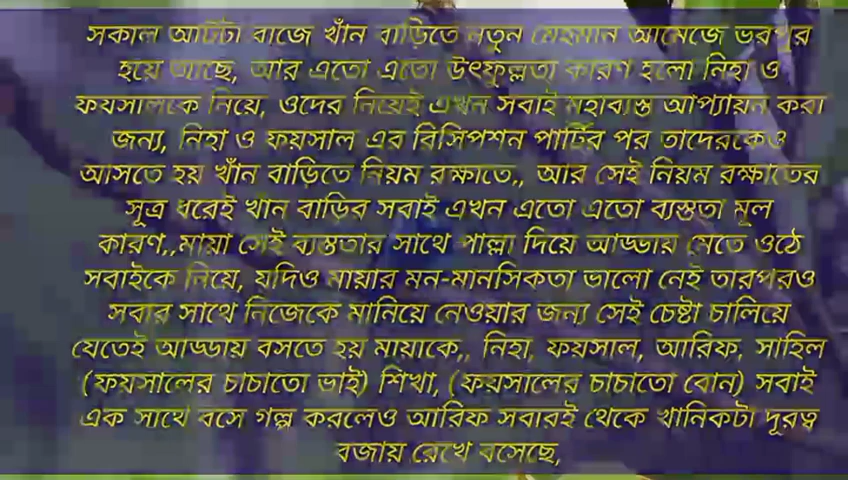 সকাল আটটা বাজে খাঁন বাড়িতে নতুন মেহমান আমেজে ভরপুর
হয়ে আছে, আর এতো এতো উৎফুল্লতা কারণ হলো নিহা ও
ফয়সালকে নিয়ে, ওদের নিয়েই এখন সবাই মহাব্যস্ত আপ্যায়ন করা
জন্য, নিহা ও ফয়সাল এর রিসিপশন পার্টির পর তাদেরকেও
আসতে হয় খাঁন বাড়িতে নিয়ম রক্ষাতে,, আর সেই নিয়ম রক্ষাতের
সূত্র ধরেই খান বাড়ির সবাই এখন এতো এতো ব্যস্ততা মূল
কারণ,,মায়া সেই ব্যস্ততার সাথে পাল্লা দিয়ে আড্ডায় মেতে ওঠে
সবাইকে নিয়ে, যদিও মায়ার মন-মানসিকতা ভালো নেই তারপরও
সবার সাথে নিজেকে মানিয়ে নেওয়ার জন্য সেই চেষ্টা চালিয়ে
যেতেই আড্ডায় বসতে হয় মায়াকে,, নিহা, ফয়সাল, আরিফ, সাহিল
(ফয়সালের চাচাতো ভাই) শিখা, (ফয়সালের চাচাতো বোন) সবাই
এক সাথে বসে গল্প করলেও আরিফ সবারই থেকে খানিকটা দূরত্ব
বজায় রেখে বসেছে,